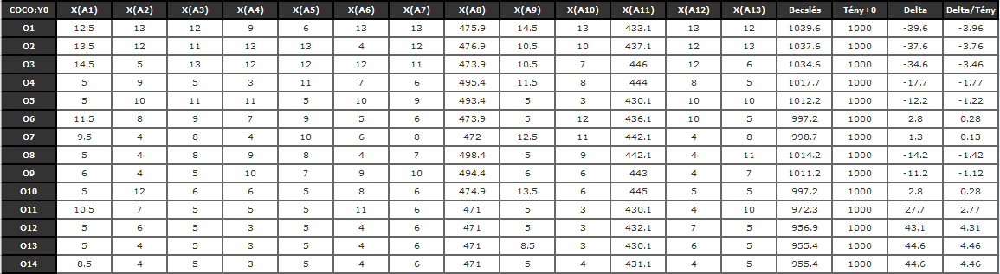 COCO:Y0 X(A1) X(A2) X(A3) X(A4) X(A5) X(A6) X(A7) X(A8) X(A9) X(A10) X(A11) X(A12) X(A13) Becslés Tény+0 Delta Delta/Tény
O1 12.5 13 12 9 6 13 13 475.9 14.5 13 433.1 13 12 1039.6 1000 -39.6 -3.96
O2 13.5 12 11 13 13 4 12 476.9 10.5 10 437.1 12 13 1037.6 1000 -37.6 -3.76
O3 14.5 5 13 12 12 12 11 473.9 10.5 7 446 12 6 1034.6 1000 -34.6 -3.46
O4 5 9 5 3 11 7 6 495.4 11.5 8 444 8 5 1017.7 1000 -17.7 -1.77
O5 5 10 11 11 5 10 9 493.4 5 3 430.1 10 10 1012.2 1000 -12.2 -1.22
O6 11.5 8 9 7 9 5 6 473.9 5 12 436.1 10 5 997.2 1000 2.8 0.28
O7 9.5 4 8 4 10 6 8 472 12.5 11 442.1 4 8 998.7 1000 1.3 0.13
O8 5 4 8 9 8 4 7 498.4 5 9 442.1 4 11 1014.2 1000 -14.2 -1.42
O9 6 4 5 10 7 9 10 494.4 6 6 443 4 7 1011.2 1000 -11.2 -1.12
O10 5 12 6 6 5 8 6 474.9 13.5 6 445 5 5 997.2 1000 2.8 0.28
O11 10.5 7 5 5 5 11 6 471 5 3 430.1 4 10 972.3 1000 27.7 2.77
O12 5 6 5 3 5 4 6 471 5 3 432.1 7 5 956.9 1000 43.1 4.31
O13 5 4 5 3 5 4 6 471 8.5 3 430.1 6 5 955.4 1000 44.6 4.46
O14 8.5 4 5 3 5 4 6 471 5 4 431.1 4 5 955.4 1000 44.6 4.46